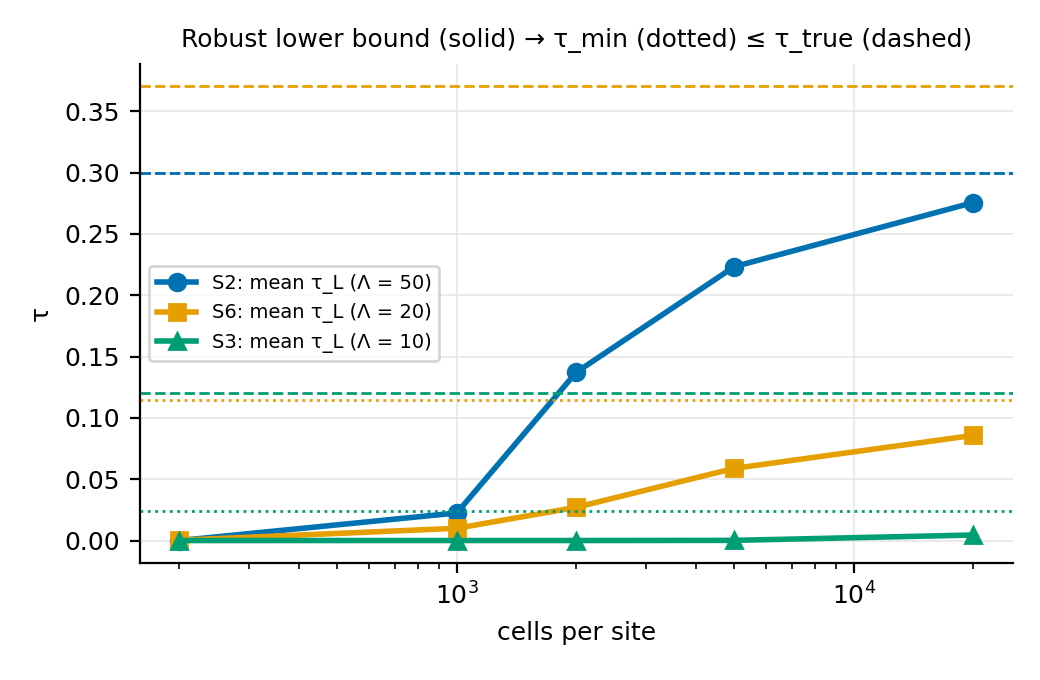 Robust lower bound (solid) → τ_min (dotted) ≤ τ_true (dashed)
τ
0.35
0.30
0.25
0.20
0.15
0.10
0.05
0.00
S2: mean τ_L (Λ = 50)
S6: mean τ_L (Λ = 20)
S3: mean τ_L (Λ = 10)
10³
10⁴
cells per site